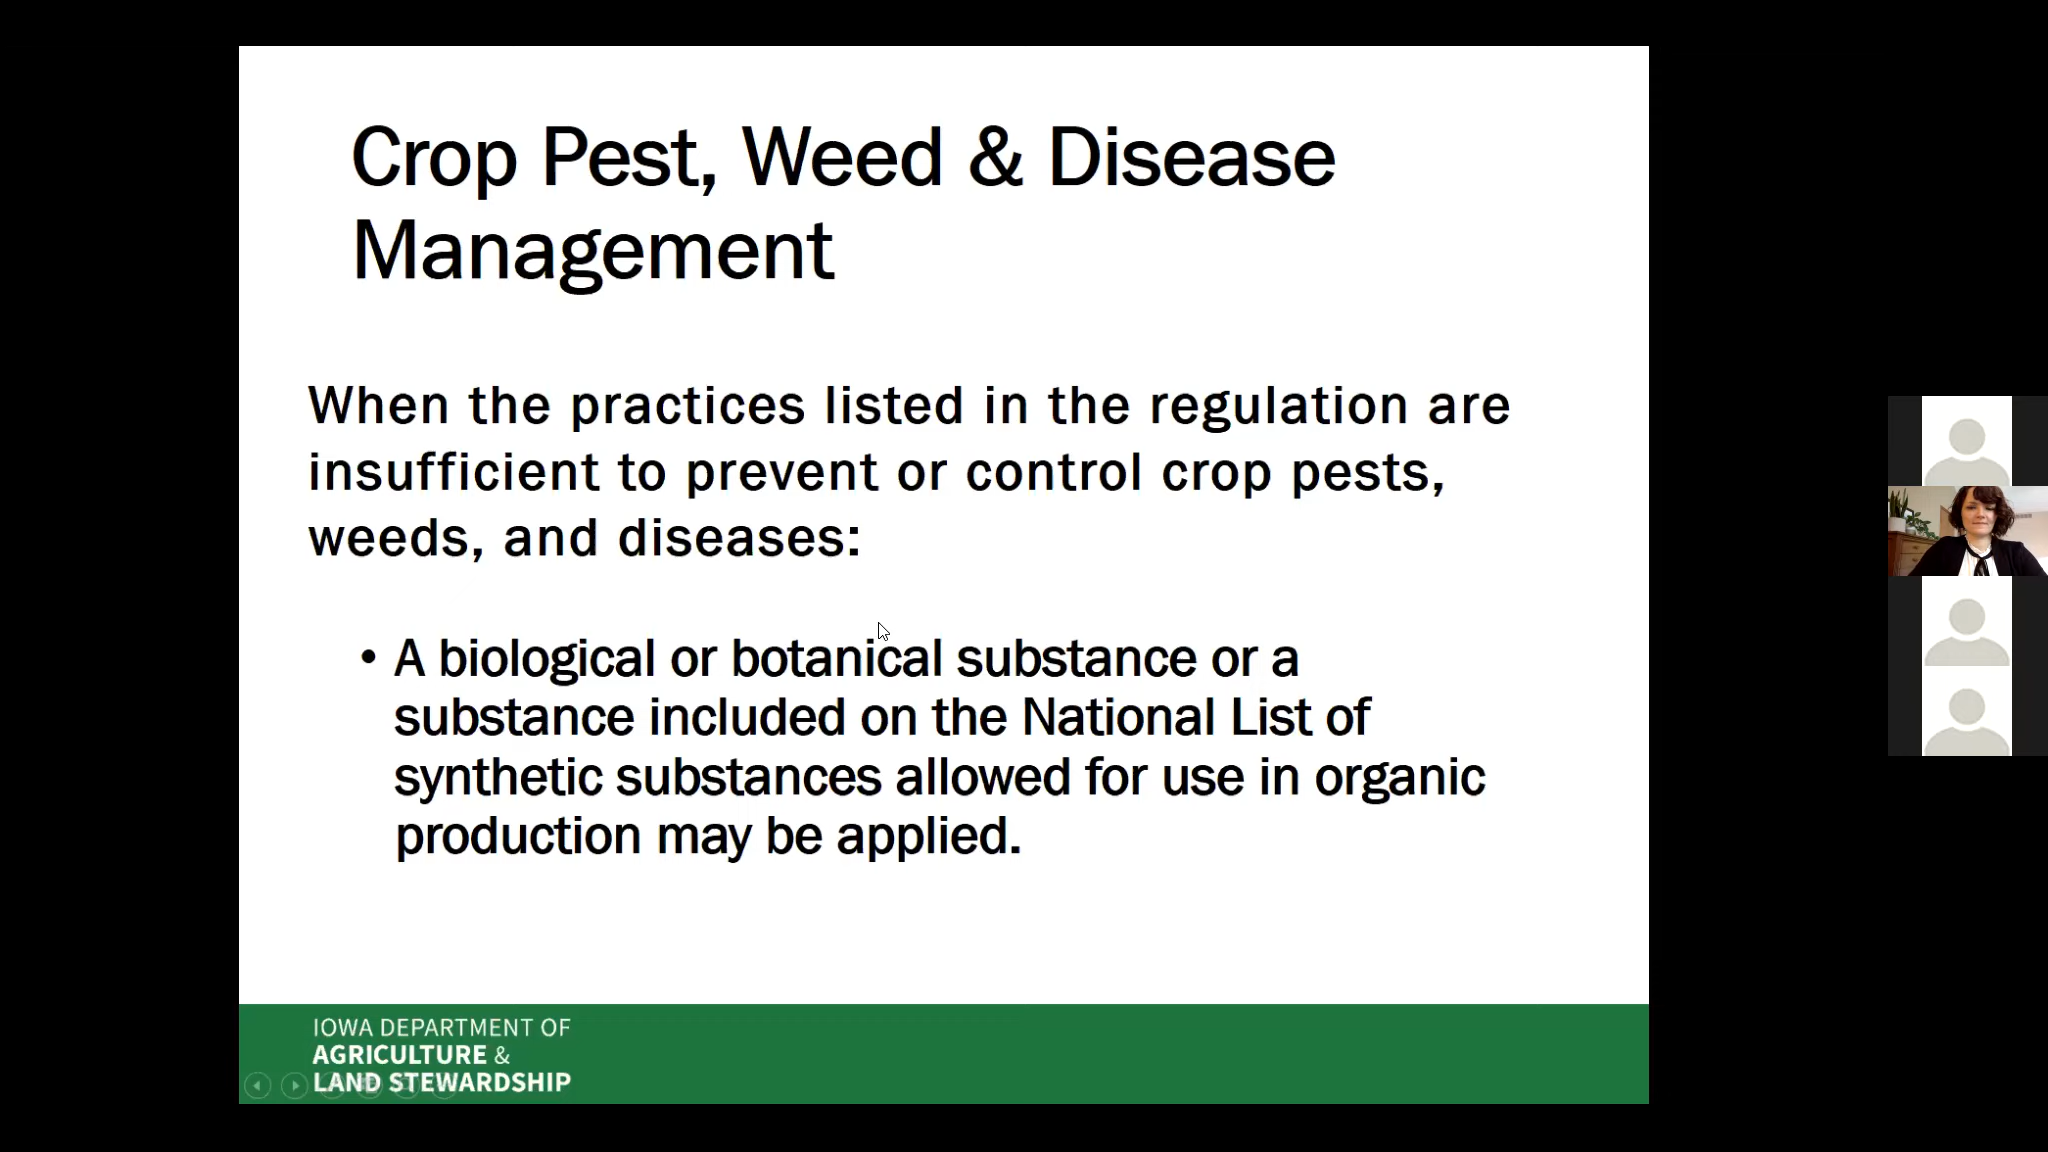 Crop Pest, Weed & Disease
Management
When the practices listed in the regulation are
insufficient to prevent or control crop pests,
weeds, and diseases:
• A biological or botanical substance or a
substance included on the National List of
synthetic substances allowed for use in organic
production may be applied.
IOWA DEPARTMENT OF
AGRICULTURE &
LAND STEWARDSHIP